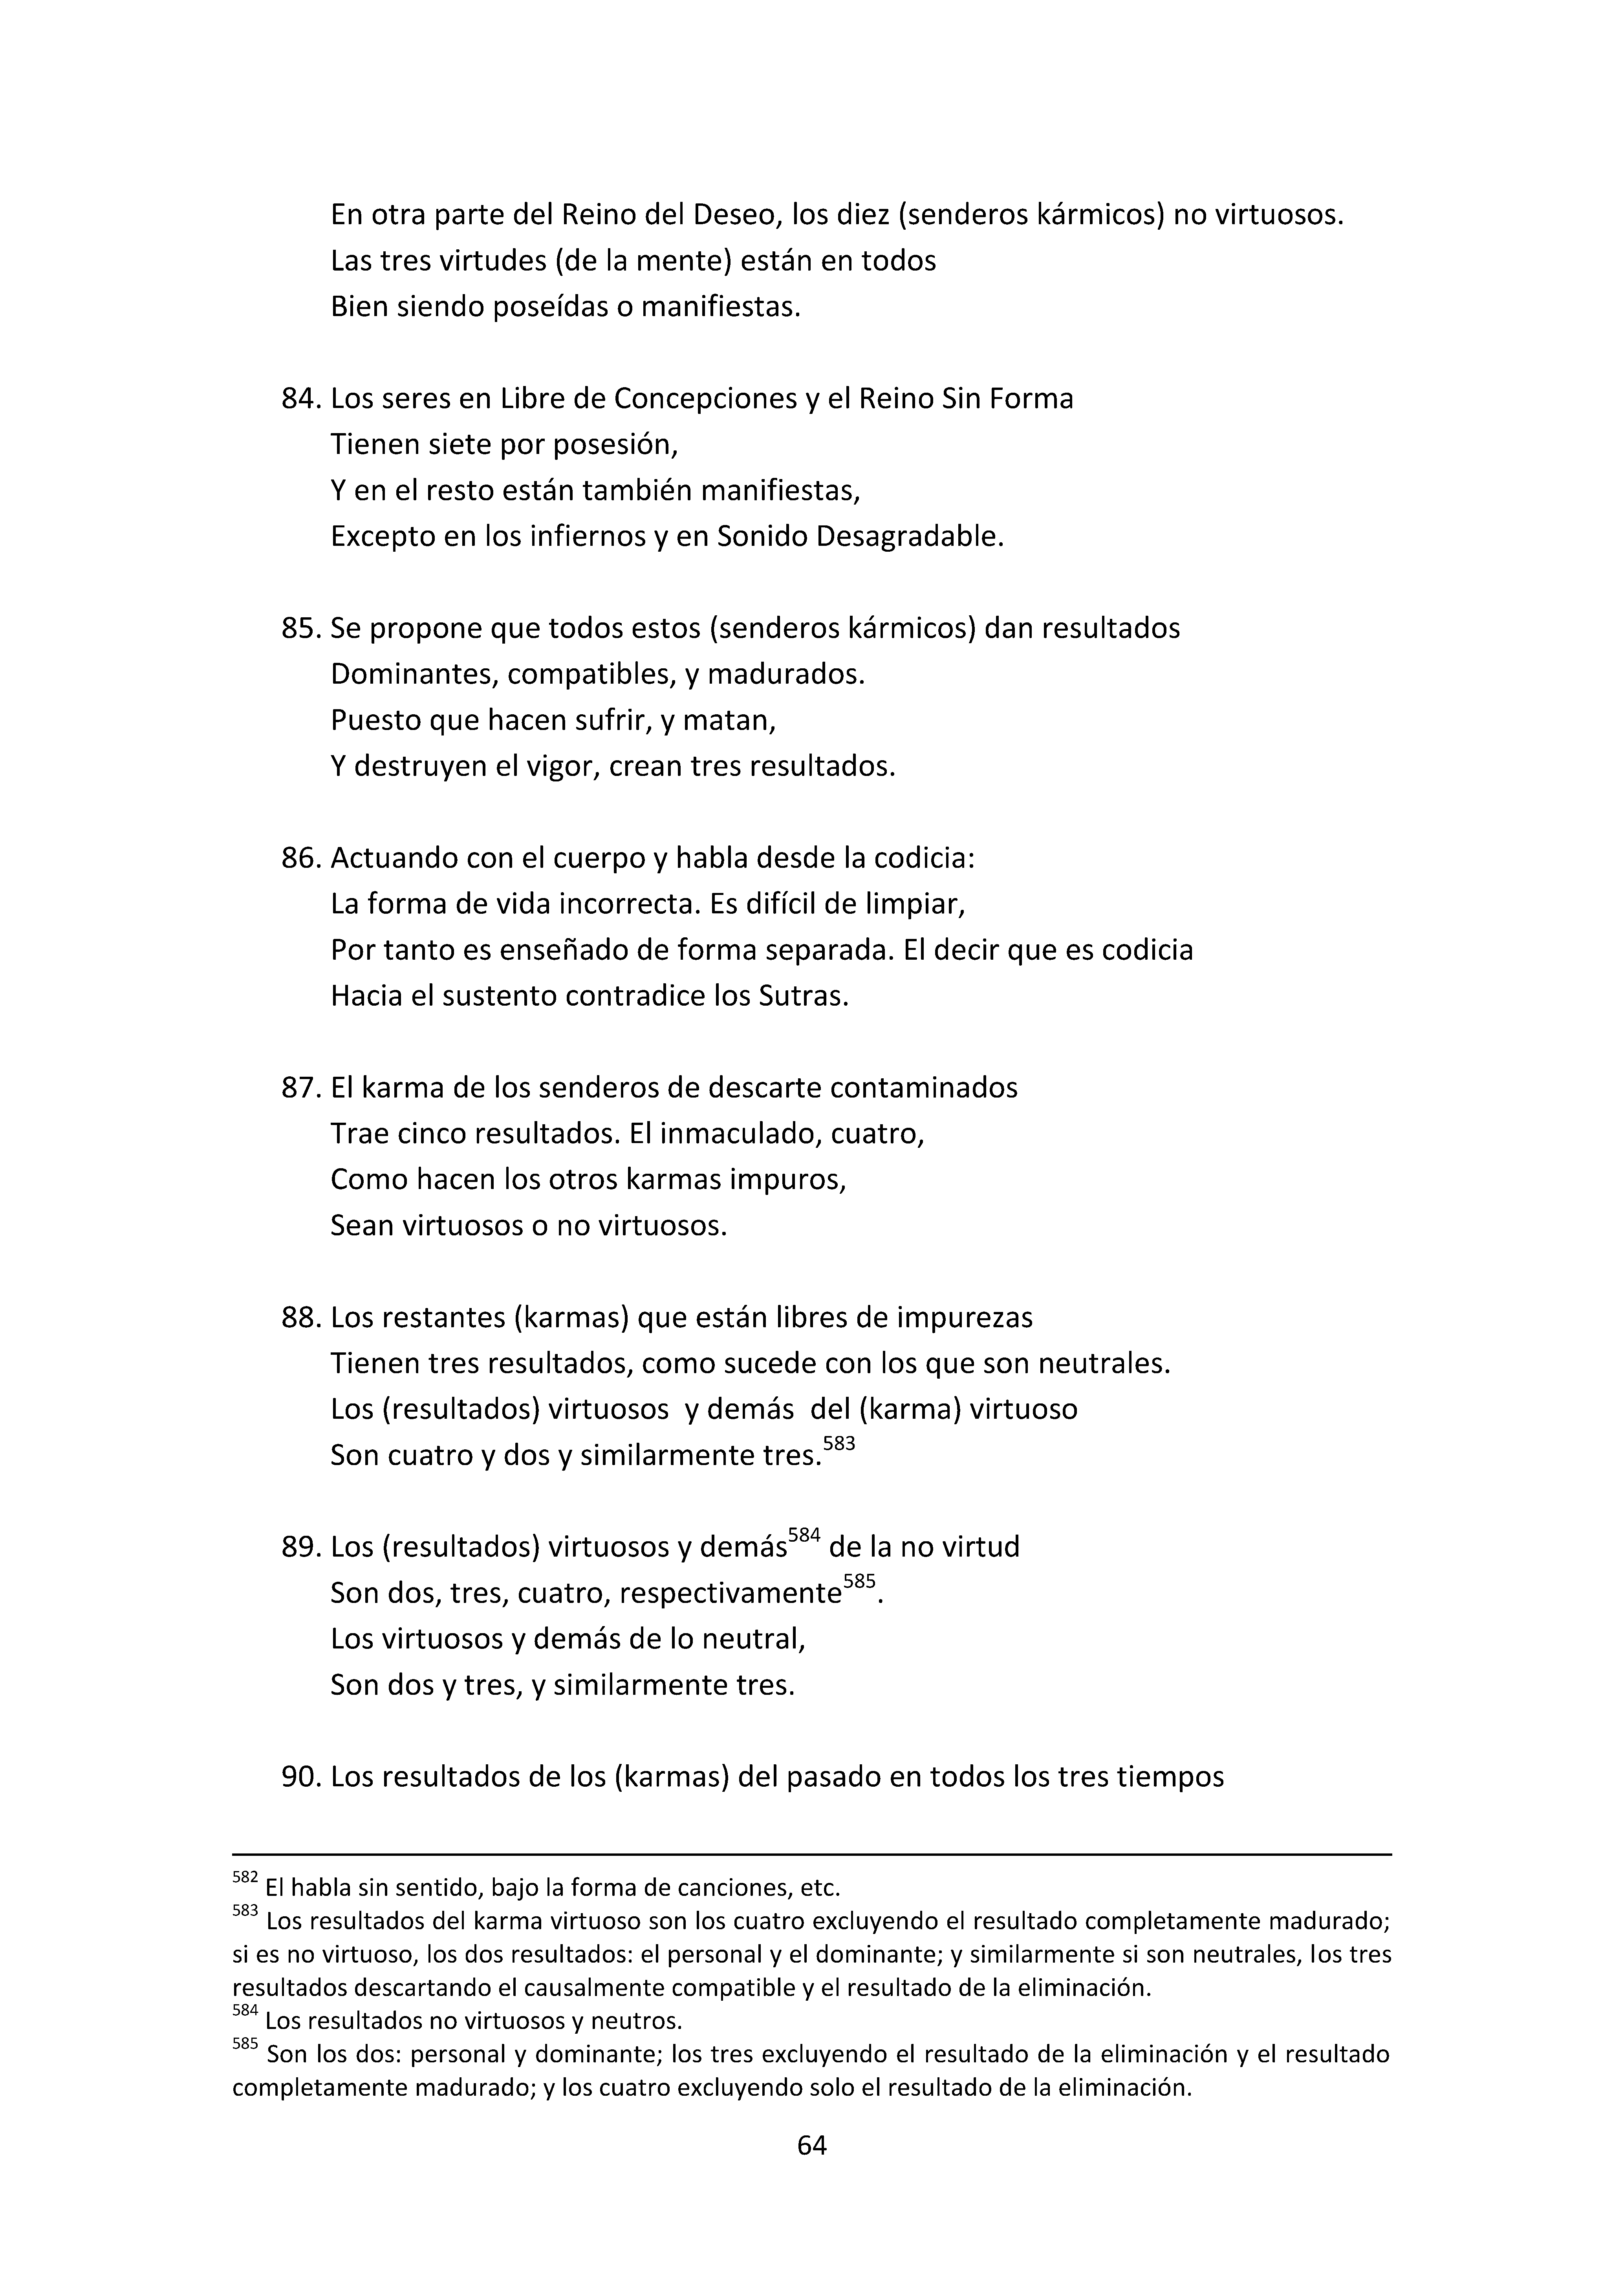 En otra parte del Reino del Deseo, los diez (senderos kármicos) no virtuosos.
Las tres virtudes (de la mente) están en todos
Bien siendo poseídas o manifiestas.
84. Los seres en Libre de Concepciones y el Reino Sin Forma
Tienen siete por posesión,
Y en el resto están también manifiestas,
Excepto en los infiernos y en Sonido Desagradable.
85. Se propone que todos estos (senderos kármicos) dan resultados
Dominantes, compatibles, y madurados.
Puesto que hacen sufrir, y matan,
Y destruyen el vigor, crean tres resultados.
86. Actuando con el cuerpo y habla desde la codicia:
La forma de vida incorrecta. Es difícil de limpiar,
Por tanto es enseñado de forma separada. El decir que es codicia
Hacia el sustento contradice los Sutras.
87. El karma de los senderos de descarte contaminados
Trae cinco resultados. El inmaculado, cuatro,
Como hacen los otros karmas impuros,
Sean virtuosos o no virtuosos.
88. Los restantes (karmas) que están libres de impurezas
Tienen tres resultados, como sucede con los que son neutrales.
Los (resultados) virtuosos  y demás  del (karma) virtuoso
Son cuatro y dos y similarmente tres.583
89. Los (resultados) virtuosos y demás584 de la no virtud
Son dos, tres, cuatro, respectivamente585.
Los virtuosos y demás de lo neutral,
Son dos y tres, y similarmente tres.
90. Los resultados de los (karmas) del pasado en todos los tres tiempos
582 El habla sin sentido, bajo la forma de canciones, etc.
583 Los resultados del karma virtuoso son los cuatro excluyendo el resultado completamente madurado;
si es no virtuoso, los dos resultados: el personal y el dominante; y similarmente si son neutrales, los tres
resultados descartando el causalmente compatible y el resultado de la eliminación.
584 Los resultados no virtuosos y neutros.
585 Son los dos: personal y dominante; los tres excluyendo el resultado de la eliminación y el resultado
completamente madurado; y los cuatro excluyendo solo el resultado de la eliminación.
64